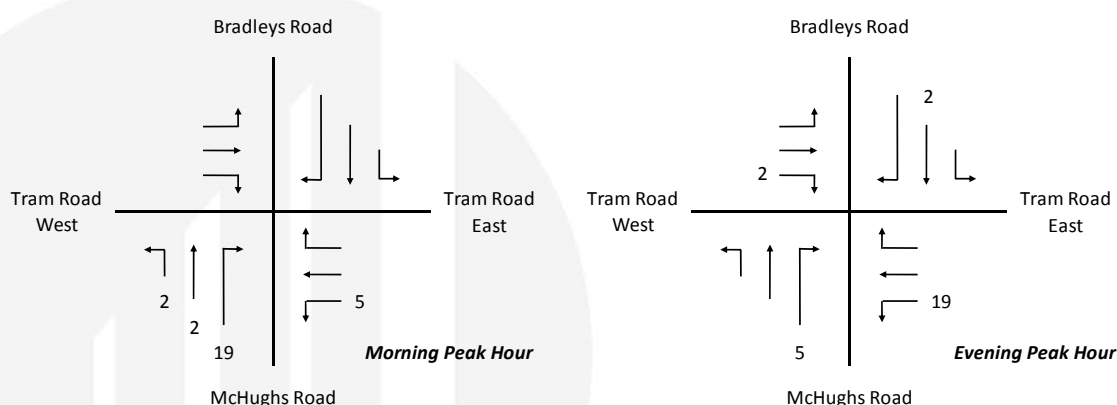 Bradleys Road
Tram Road
West
Tram Road
East
2
2
19
5
Morning Peak Hour
McHughs Road
Bradleys Road
2
2
Tram Road
West
Tram Road
East
19
5
Evening Peak Hour
McHughs Road